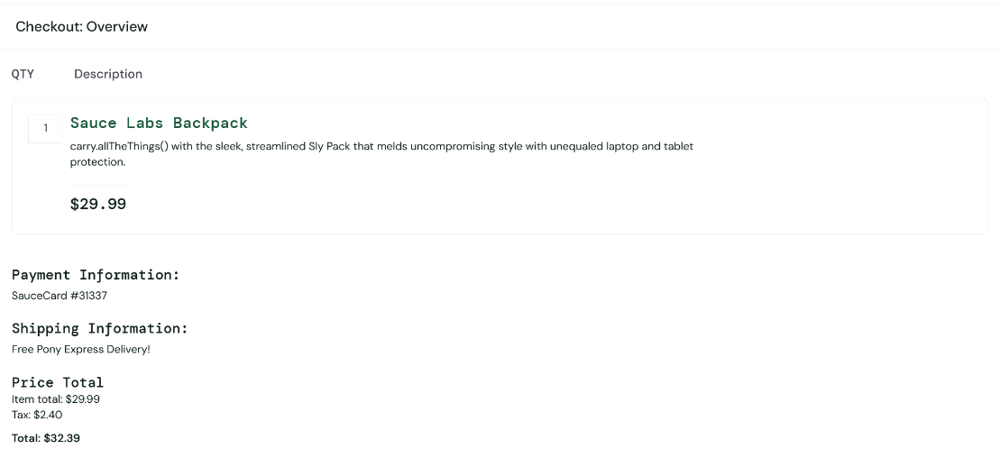 Checkout: Overview
QTY Description
1 Sauce Labs Backpack
carry.allTheThings() with the sleek, streamlined Sly Pack that melds uncompromising style with unequaled laptop and tablet
protection.
$29.99
Payment Information:
SauceCard #31337
Shipping Information:
Free Pony Express Delivery!
Price Total
Item total: $29.99
Tax: $2.40
Total: $32.39